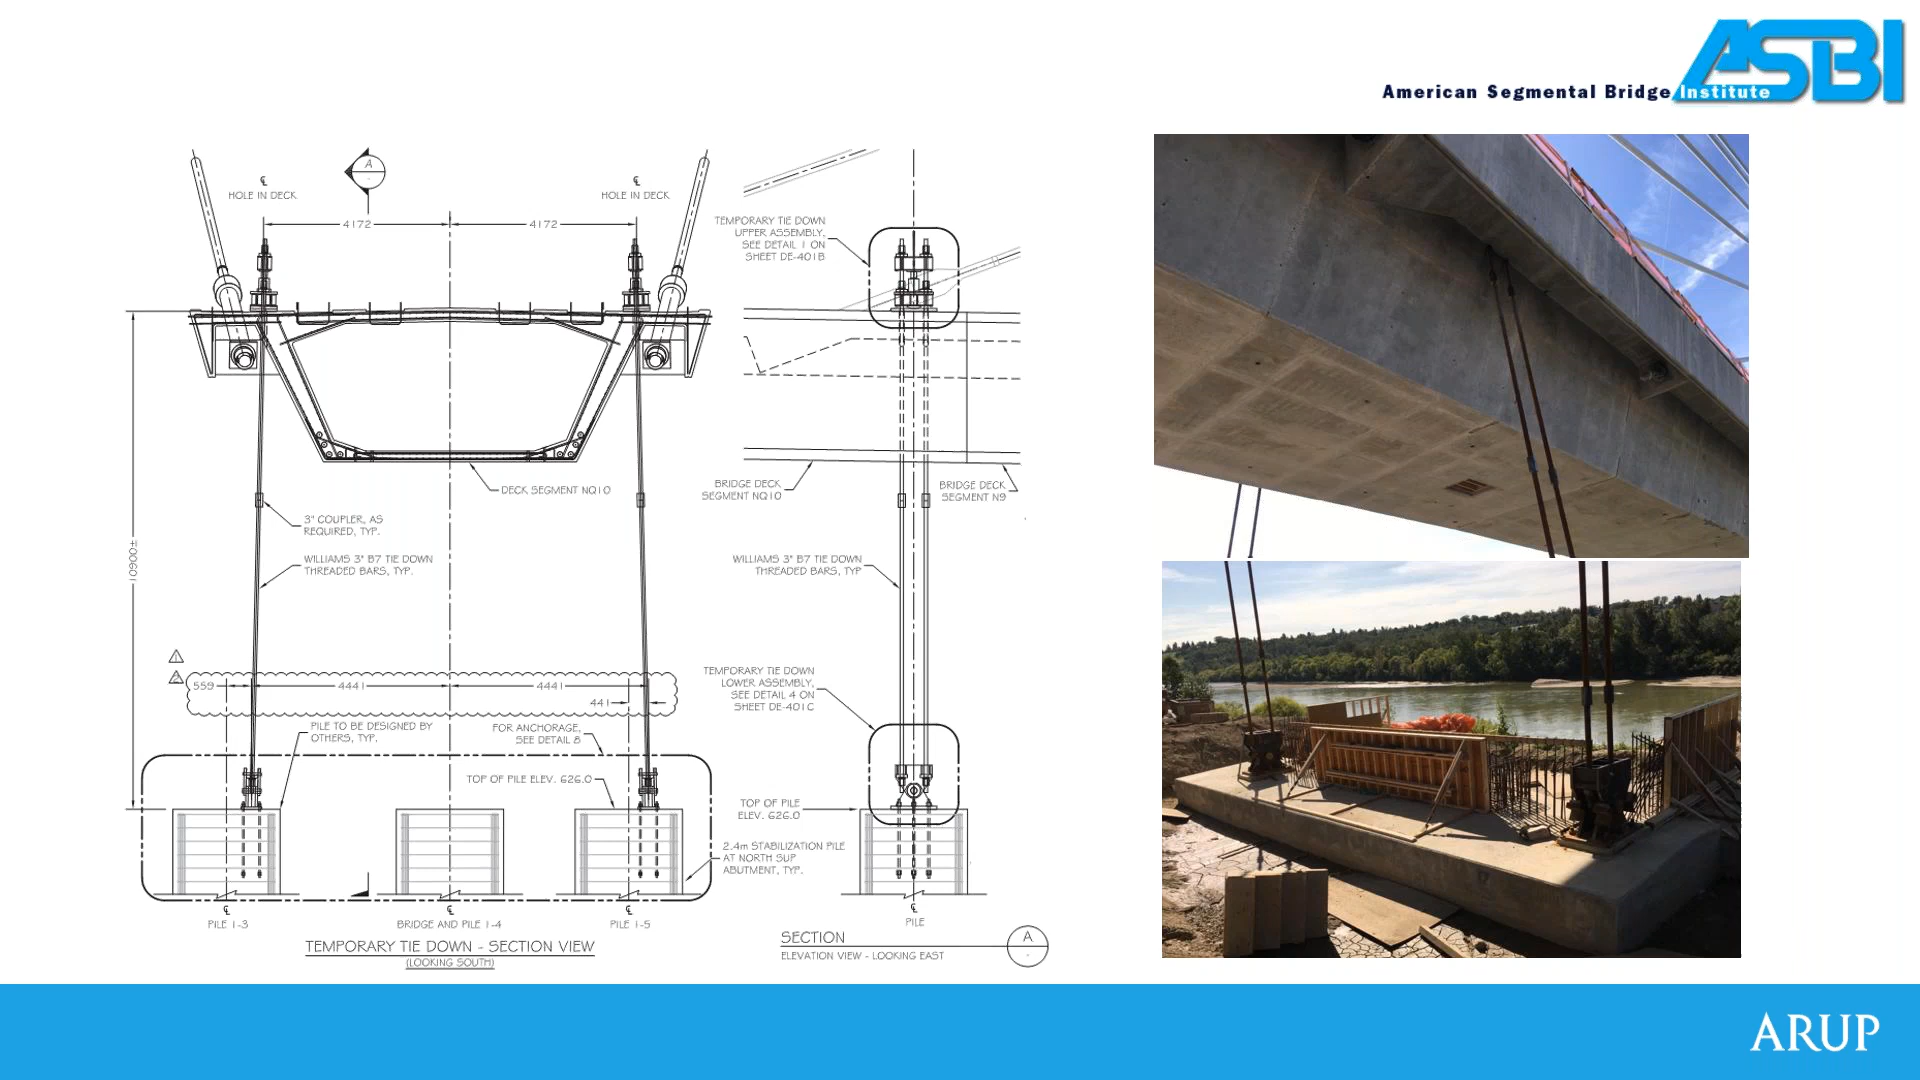 ASBI
American Segmental Bridge Institute
A
℄
HOLE IN DECK
℄
HOLE IN DECK
4172
4172
10900±
DECK SEGMENT NQ10
3" COUPLER, AS
REQUIRED, TYP.
WILLIAMS 3" B7 TIE DOWN
THREADED BARS, TYP.
1
2
559
4441
4441
441
PILE TO BE DESIGNED BY
OTHERS, TYP.
FOR ANCHORAGE,
SEE DETAIL 8
TOP OF PILE ELEV. 626.0
2.4m STABILIZATION PILE
AT NORTH SUP
ABUTMENT, TYP.
℄
PILE 1-3
℄
BRIDGE AND PILE 1-4
℄
PILE 1-5
TEMPORARY TIE DOWN - SECTION VIEW
(LOOKING SOUTH)
TEMPORARY TIE DOWN
UPPER ASSEMBLY,
SEE DETAIL 1 ON
SHEET DE-401B
BRIDGE DECK
SEGMENT NQ10
BRIDGE DECK
SEGMENT N9
WILLIAMS 3" B7 TIE DOWN
THREADED BARS, TYP
TEMPORARY TIE DOWN
LOWER ASSEMBLY,
SEE DETAIL 4 ON
SHEET DE-401C
TOP OF PILE
ELEV. 626.0
℄
PILE
SECTION
ELEVATION VIEW - LOOKING EAST
A
-
ARUP